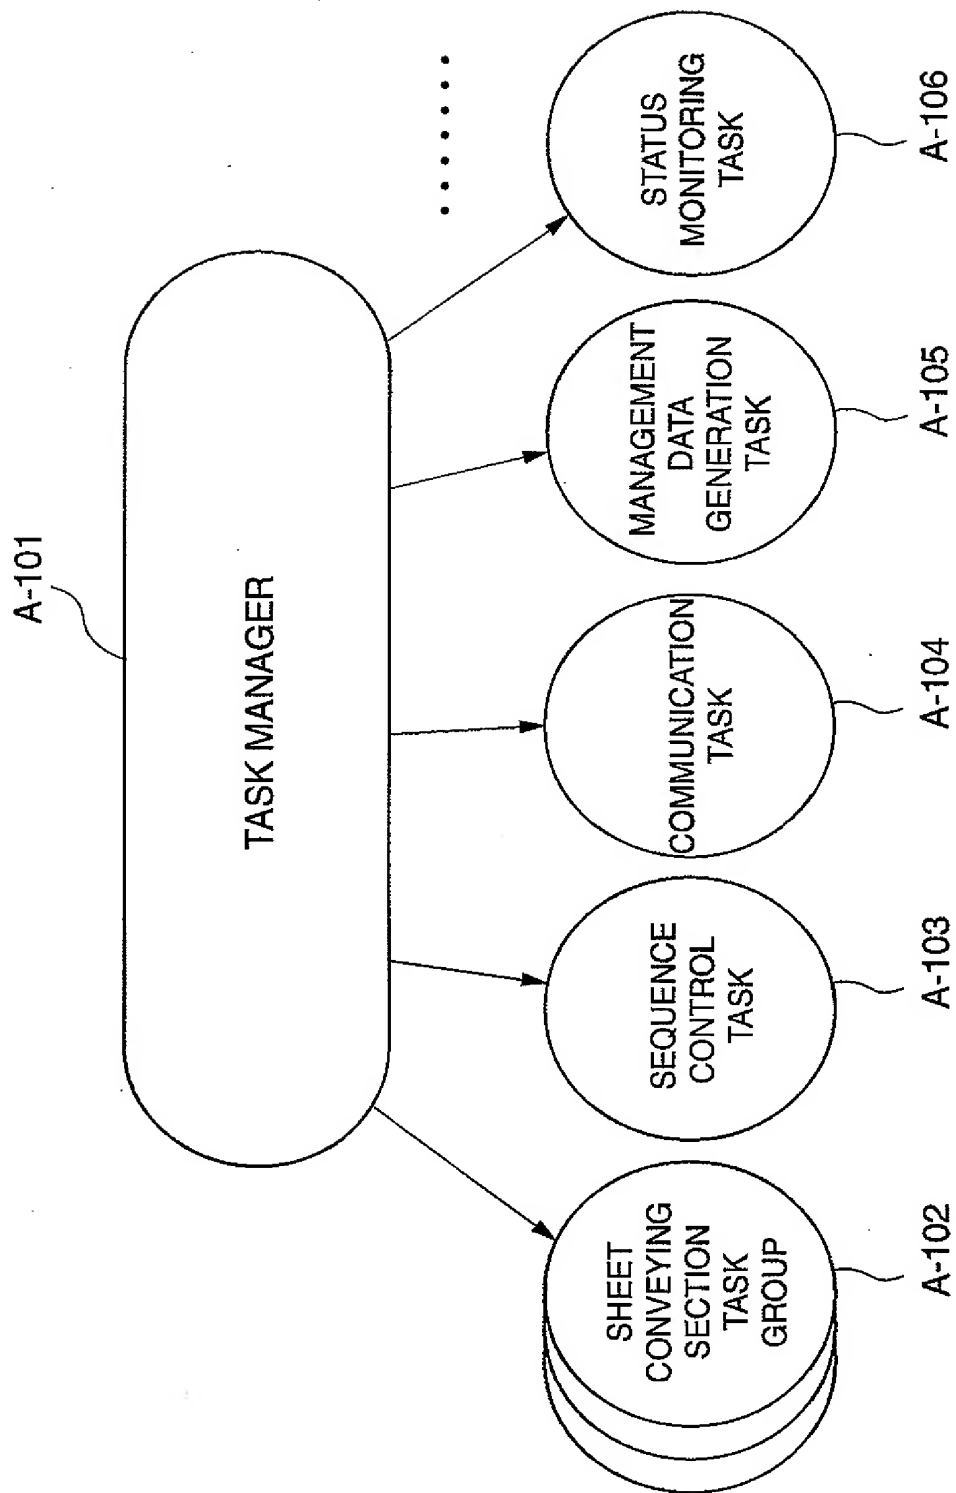 A-101
TASK MANAGER
SHEET
CONVEYING
SECTION
TASK
GROUP
A-102
SEQUENCE
CONTROL
TASK
A-103
COMMUNICATION
TASK
A-104
MANAGEMENT
DATA
GENERATION
TASK
A-105
STATUS
MONITORING
TASK
A-106